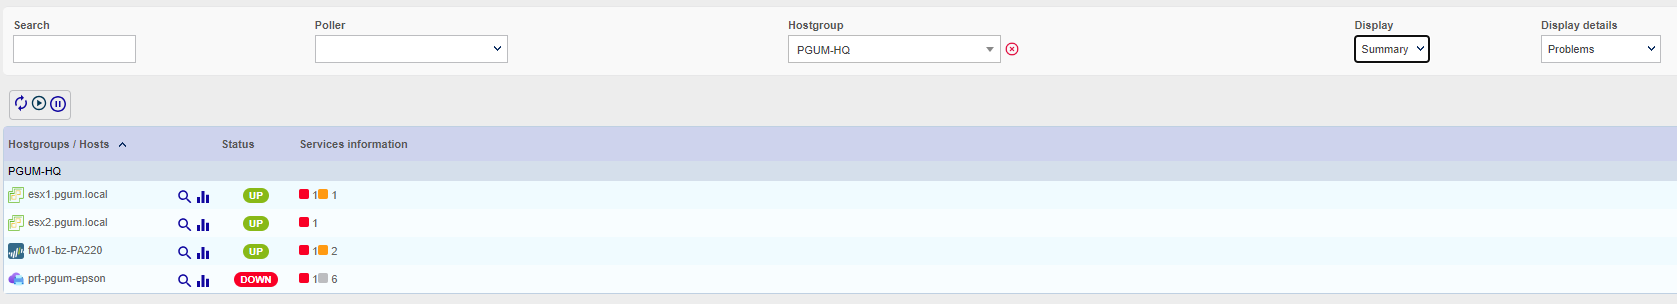 Search Poller Hostgroup Display Display details
PGUM-HQ Summary Problems
Hostgroups / Hosts Status Services information
PGUM-HQ
esx1.pgum.local UP 1 1
esx2.pgum.local UP 1
fw01-bz-PA220 UP 1 2
prt-pgum-epson DOWN 1 6